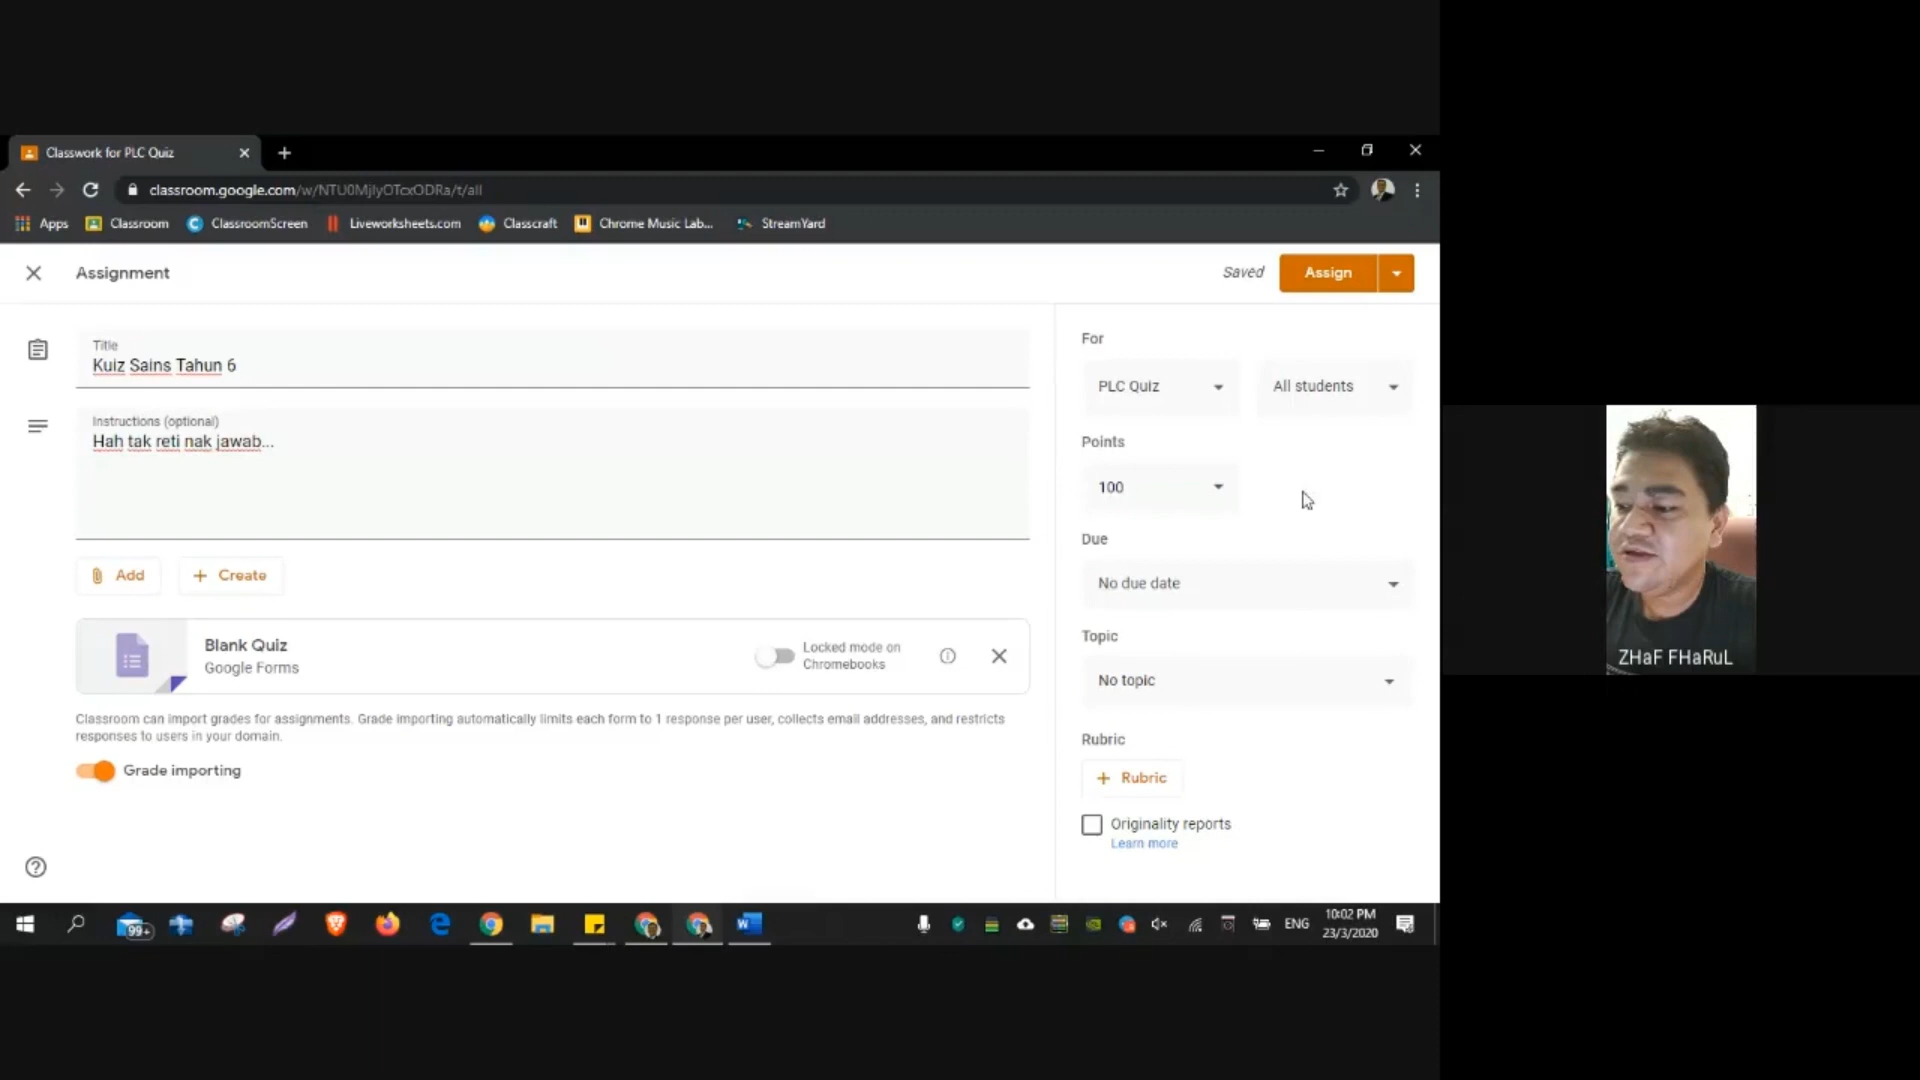 Classwork for PLC Quiz
classroom.google.com/w/NTU0MjIyOTcxODRa/t/all
Apps Classroom ClassroomScreen Liveworksheets.com Classcraft Chrome Music Lab... StreamYard
Assignment
Saved
Assign
Title
Kuiz Sains Tahun 6
Instructions (optional)
Hah tak reti nak jawab...
Add
Create
Blank Quiz
Google Forms
Locked mode on
Chromebooks
Classroom can import grades for assignments. Grade importing automatically limits each form to 1 response per user, collects email addresses, and restricts
responses to users in your domain.
Grade importing
For
PLC Quiz
All students
Points
100
Due
No due date
Topic
No topic
Rubric
Rubric
Originality reports
Learn more
ZHaF FHaRuL
99+
ENG
10:02 PM
23/3/2020